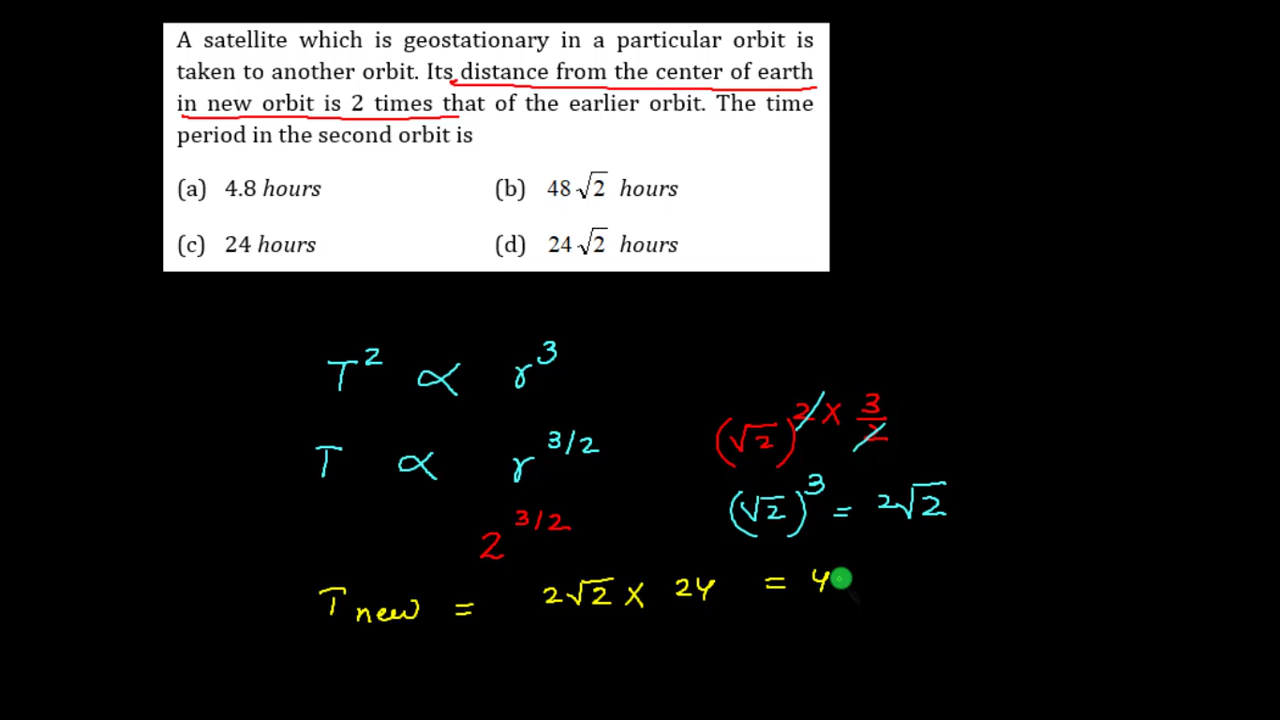 A satellite which is geostationary in a particular orbit is
taken to another orbit. Its distance from the center of earth
in new orbit is 2 times that of the earlier orbit. The time
period in the second orbit is
(a) 4.8 hours (b) 48√2 hours
(c) 24 hours (d) 24√2 hours
T² ∝ r³
(√2)^2 × 3/2
T ∝ r^3/2
(√2)³ = 2√2
2^3/2
T new = 2√2 × 24 = 4